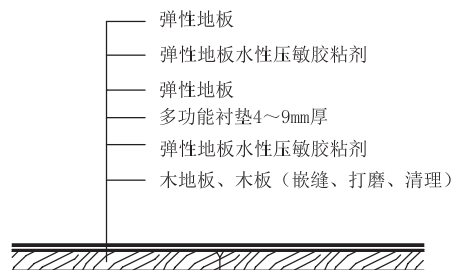 弹性地板
弹性地板水性压敏胶粘剂
弹性地板
多功能衬垫4～9mm厚
弹性地板水性压敏胶粘剂
木地板、木板（嵌缝、打磨、清理）